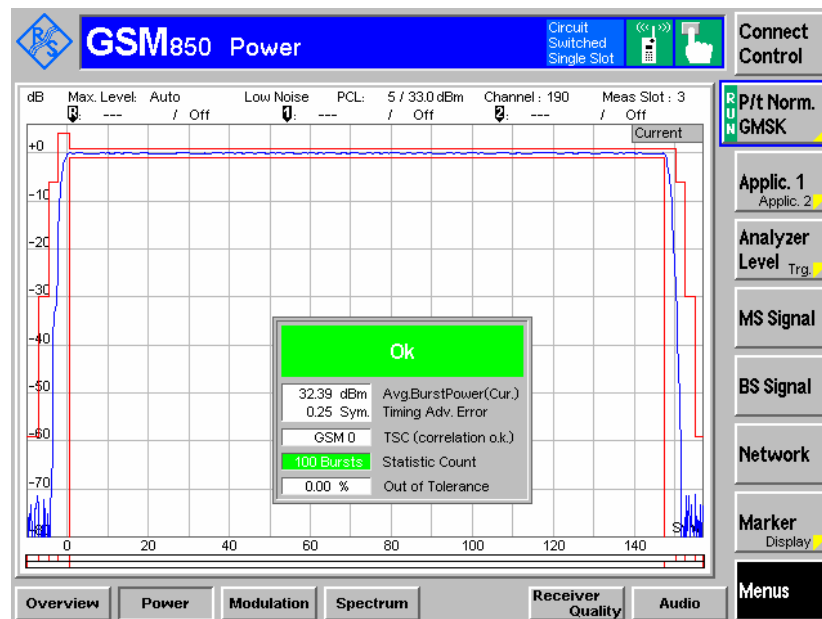 R S
GSM850 Power
Circuit
Switched
Single Slot
Connect
Control
dB Max. Level: Auto Low Noise PCL: 5 / 33.0 dBm Channel : 190 Meas Slot : 3
R: --- / Off 1: --- / Off 2: --- / Off
Current
RUN
P/t Norm.
GMSK
+0
-10
-20
-30
-40
-50
-60
-70
-80
Applic. 1
Applic. 2
Analyzer
Level Trg.
MS Signal
BS Signal
Network
Marker
Display
Menus
Ok
32.39 dBm Avg.BurstPower(Cur.)
0.25 Sym. Timing Adv. Error
GSM 0 TSC (correlation o.k.)
100 Bursts Statistic Count
0.00 % Out of Tolerance
0 20 40 60 80 100 120 140
Overview
Power
Modulation
Spectrum
Receiver
Quality
Audio